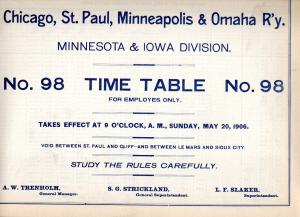 Chicago, St. Paul, Minneapolis & Omaha R'y.
MINNESOTA & IOWA DIVISION.
No. 98 TIME TABLE No. 98
FOR EMPLOYES ONLY.
TAKES EFFECT AT 9 O'CLOCK, A. M., SUNDAY, MAY 20, 1906.
VOID BETWEEN ST. PAUL AND CLIFF—AND BETWEEN LE MARS AND SIOUX CITY.
STUDY THE RULES CAREFULLY.
A. W. TRENHOLM, S. G. STRICKLAND, L. F. SLAKER,
General Manager. General Superintendent. Superintendent.